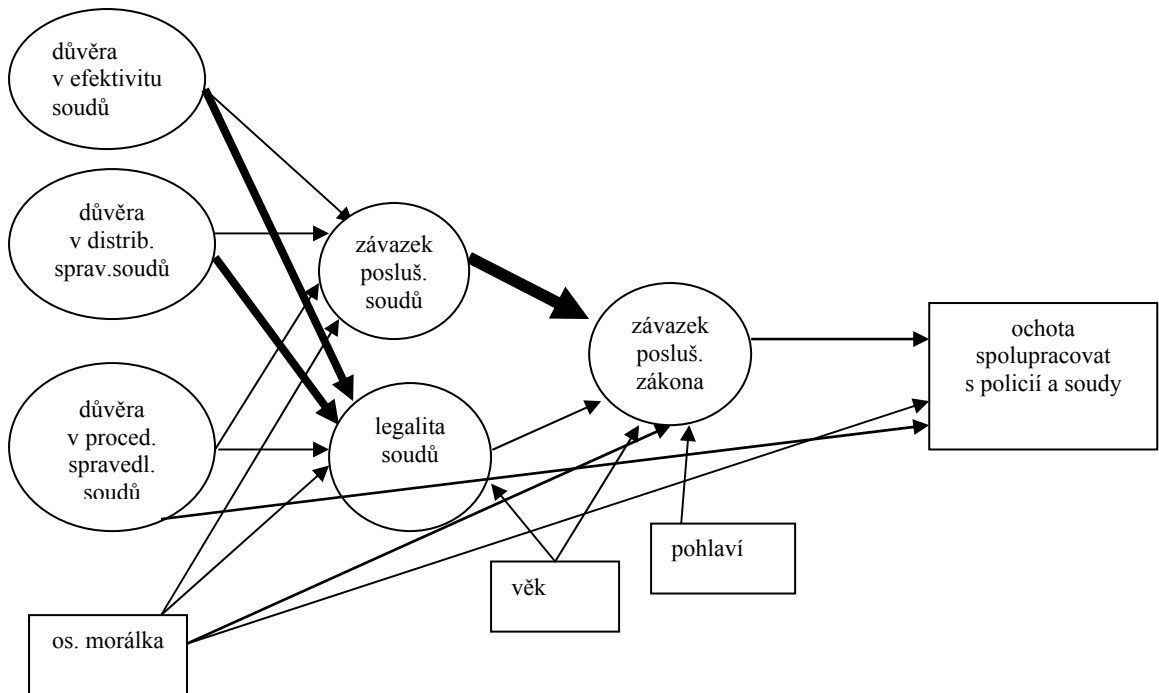 důvěra
v efektivitu
soudů
důvěra
v distrib.
sprav.soudů
důvěra
v proced.
spravedl.
soudů
závazek
posluš.
soudů
legalita
soudů
závazek
posluš.
zákona
ochota
spolupracovat
s policií a soudy
pohlaví
věk
os. morálka